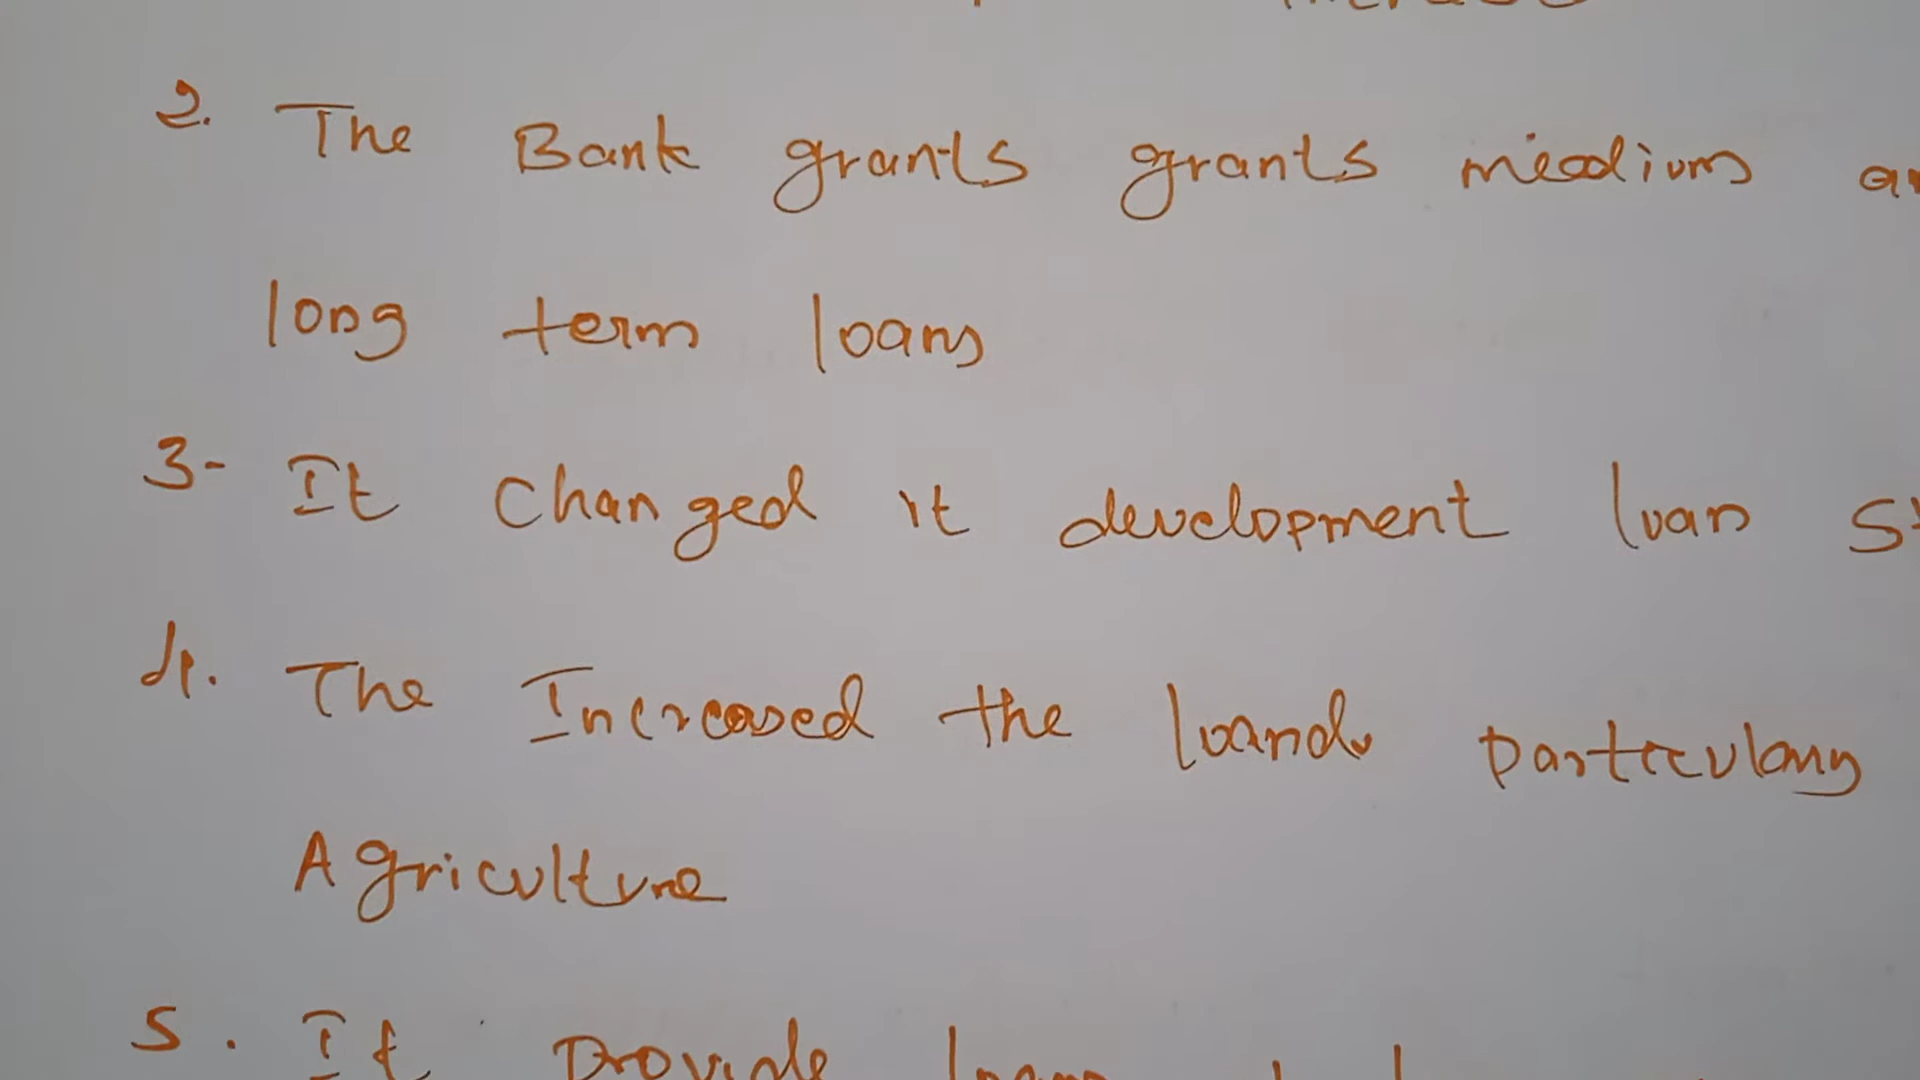 2. The Bank grants grants medium
long term loans
3- It Changed it development loan
4. The Increased the
Agriculture
5. It Provide loans